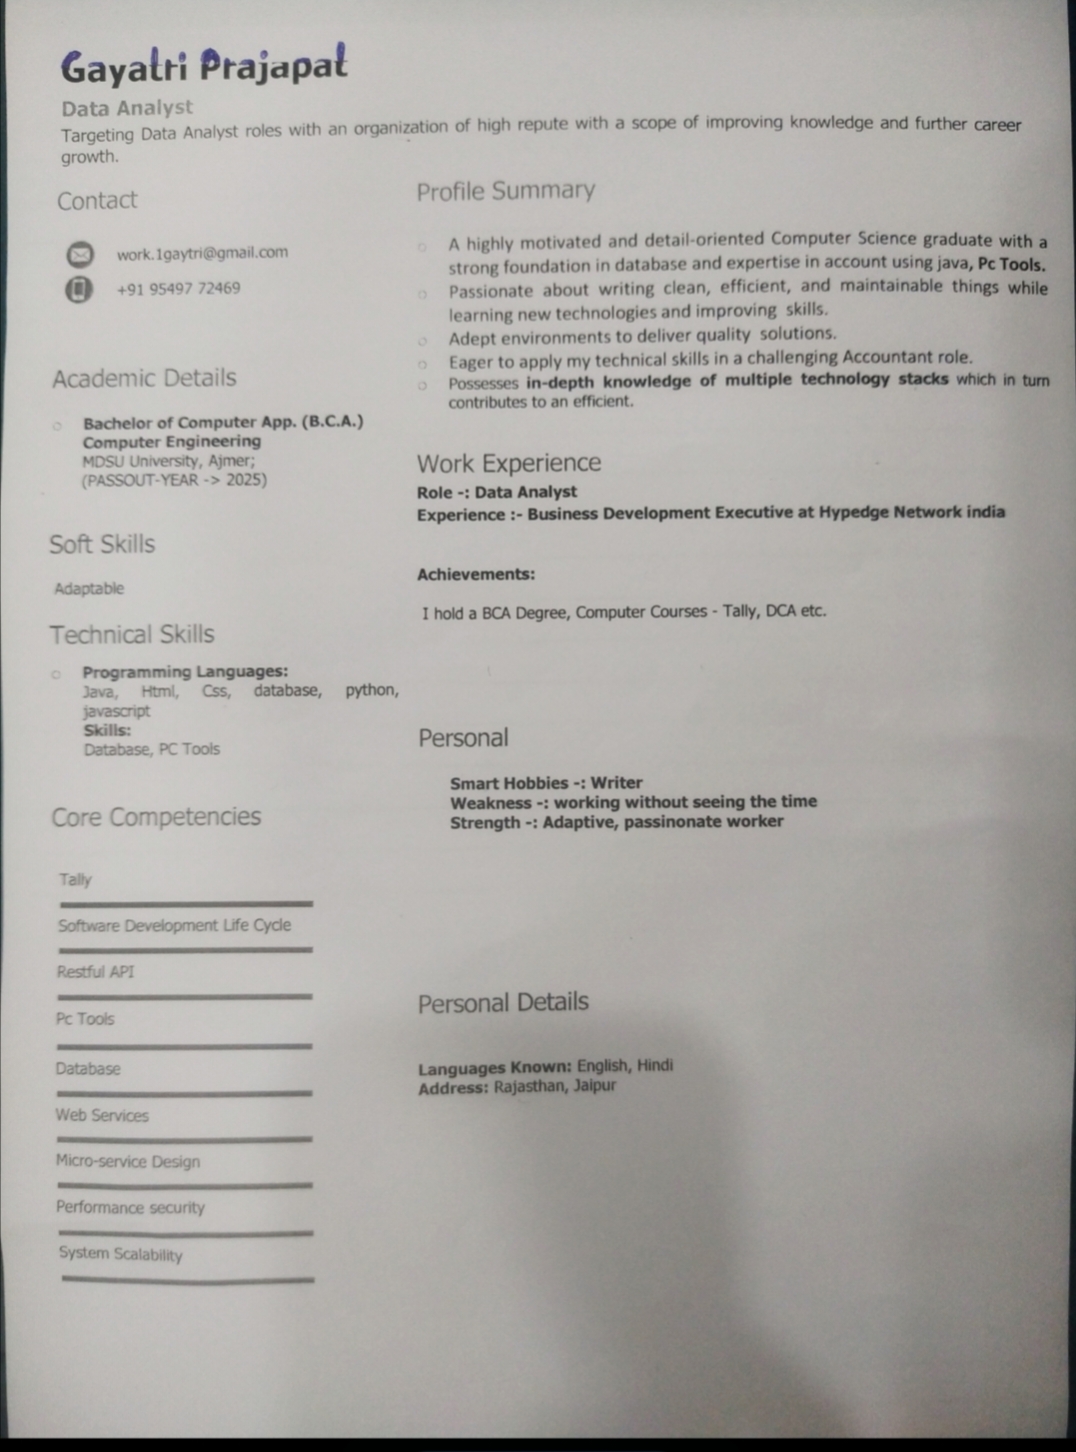 Gayatri Prajapat
Data Analyst
Targeting Data Analyst roles with an organization of high repute with a scope of improving knowledge and further career
growth.
Contact
work.1gaytri@gmail.com
+91 95497 72469
Academic Details
Bachelor of Computer App. (B.C.A.)
Computer Engineering
MDSU University, Ajmer;
(PASSOUT-YEAR -> 2025)
Soft Skills
Adaptable
Technical Skills
Programming Languages:
Java, Html, Css, database, python,
javascript
Skills:
Database, PC Tools
Core Competencies
Tally
Software Development Life Cycle
Restful API
Pc Tools
Database
Web Services
Micro-service Design
Performance security
System Scalability
Profile Summary
A highly motivated and detail-oriented Computer Science graduate with a
strong foundation in database and expertise in account using java, Pc Tools.
Passionate about writing clean, efficient, and maintainable things while
learning new technologies and improving skills.
Adept environments to deliver quality solutions.
Eager to apply my technical skills in a challenging Accountant role.
Possesses in-depth knowledge of multiple technology stacks which in turn
contributes to an efficient.
Work Experience
Role -: Data Analyst
Experience :- Business Development Executive at Hypedge Network india
Achievements:
I hold a BCA Degree, Computer Courses - Tally, DCA etc.
Personal
Smart Hobbies -: Writer
Weakness -: working without seeing the time
Strength -: Adaptive, passinonate worker
Personal Details
Languages Known: English, Hindi
Address: Rajasthan, Jaipur